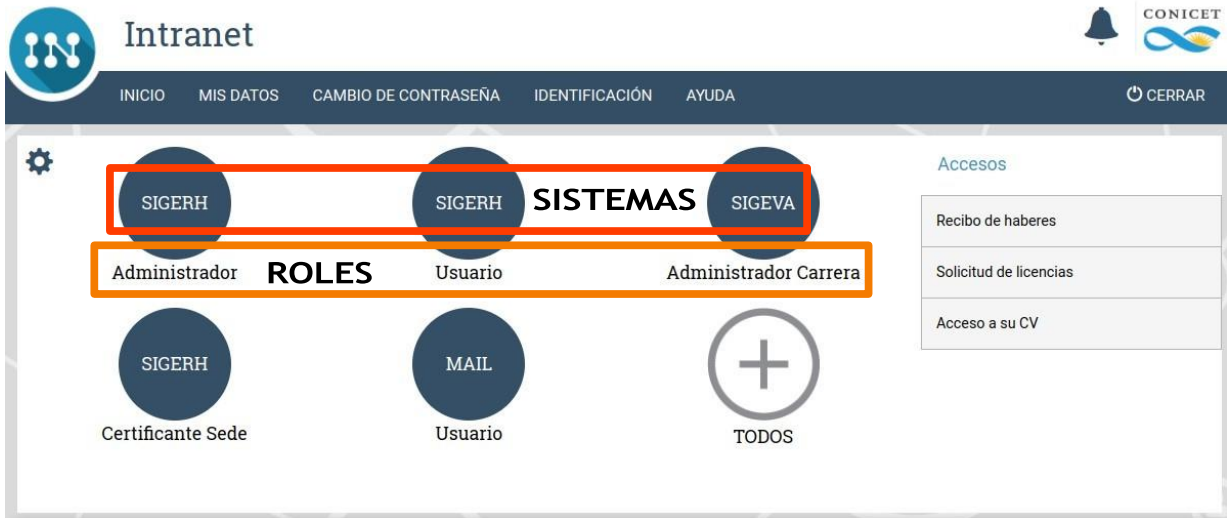 IN
Intranet
CONICET
INICIO MIS DATOS CAMBIO DE CONTRASEÑA IDENTIFICACIÓN AYUDA CERRAR
SIGERH SIGERH SISTEMAS SIGEVA
Administrador ROLES Usuario Administrador Carrera
SIGERH MAIL
Certificante Sede Usuario TODOS
Accesos
Recibo de haberes
Solicitud de licencias
Acceso a su CV